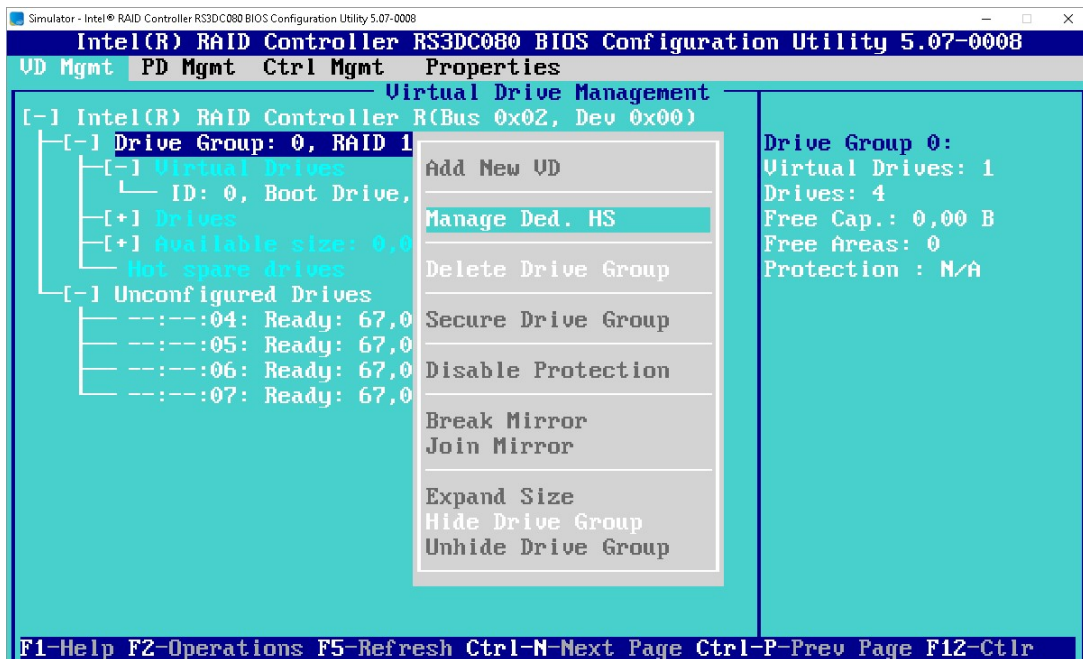 Simulator - Intel® RAID Controller RS3DC080 BIOS Configuration Utility 5.07-0008
Intel(R) RAID Controller RS3DC080 BIOS Configuration Utility 5.07-0008
VD Mgmt PD Mgmt Ctrl Mgmt Properties
Virtual Drive Management
[-] Intel(R) RAID Controller R(Bus 0x02, Dev 0x00)
[-] Drive Group: 0, RAID 1
[-] Virtual Drives
ID: 0, Boot Drive,
[+] Drives
[+] Available size: 0,0
Hot spare drives
[-] Unconfigured Drives
--:--:04: Ready: 67,0
--:--:05: Ready: 67,0
--:--:06: Ready: 67,0
--:--:07: Ready: 67,0
Add New VD
Manage Ded. HS
Delete Drive Group
Secure Drive Group
Disable Protection
Break Mirror
Join Mirror
Expand Size
Hide Drive Group
Unhide Drive Group
Drive Group 0:
Virtual Drives: 1
Drives: 4
Free Cap.: 0,00 B
Free Areas: 0
Protection : N/A
F1-Help F2-Operations F5-Refresh Ctrl-N-Next Page Ctrl-P-Prev Page F12-Ctlr